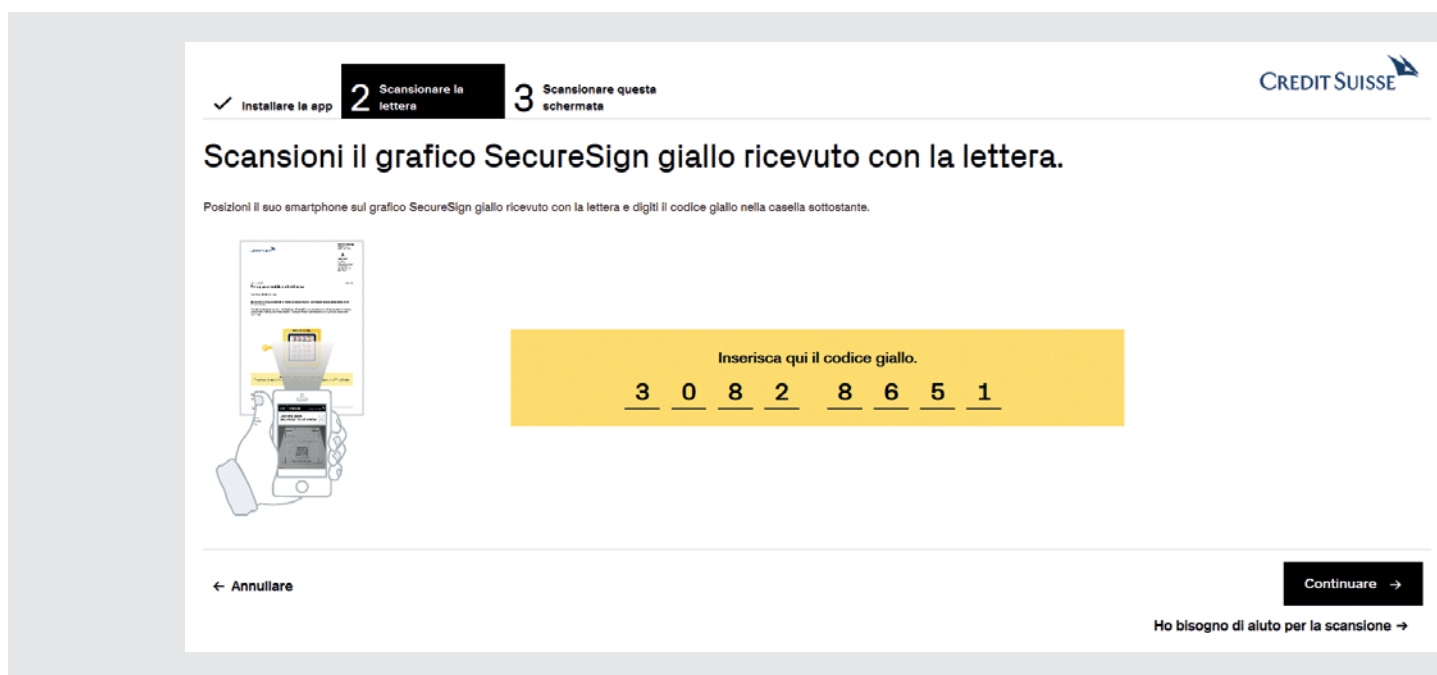 Installare la app
2 Scansionare la
lettera
3 Scansionare questa
schermata
CREDIT SUISSE
Scansioni il grafico SecureSign giallo ricevuto con la lettera.
Posizioni il suo smartphone sul grafico SecureSign giallo ricevuto con la lettera e digiti il codice giallo nella casella sottostante.
Inserisca qui il codice giallo.
3 0 8 2 8 6 5 1
← Annullare
Continuare →
Ho bisogno di aiuto per la scansione →